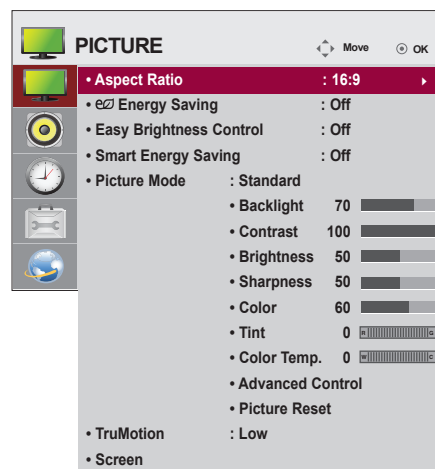 PICTURE Move OK
• Aspect Ratio : 16:9
• Energy Saving : Off
• Easy Brightness Control : Off
• Smart Energy Saving : Off
• Picture Mode : Standard
• Backlight 70
• Contrast 100
• Brightness 50
• Sharpness 50
• Color 60
• Tint 0 R G
• Color Temp. 0 W C
• Advanced Control
• Picture Reset
• TruMotion : Low
• Screen